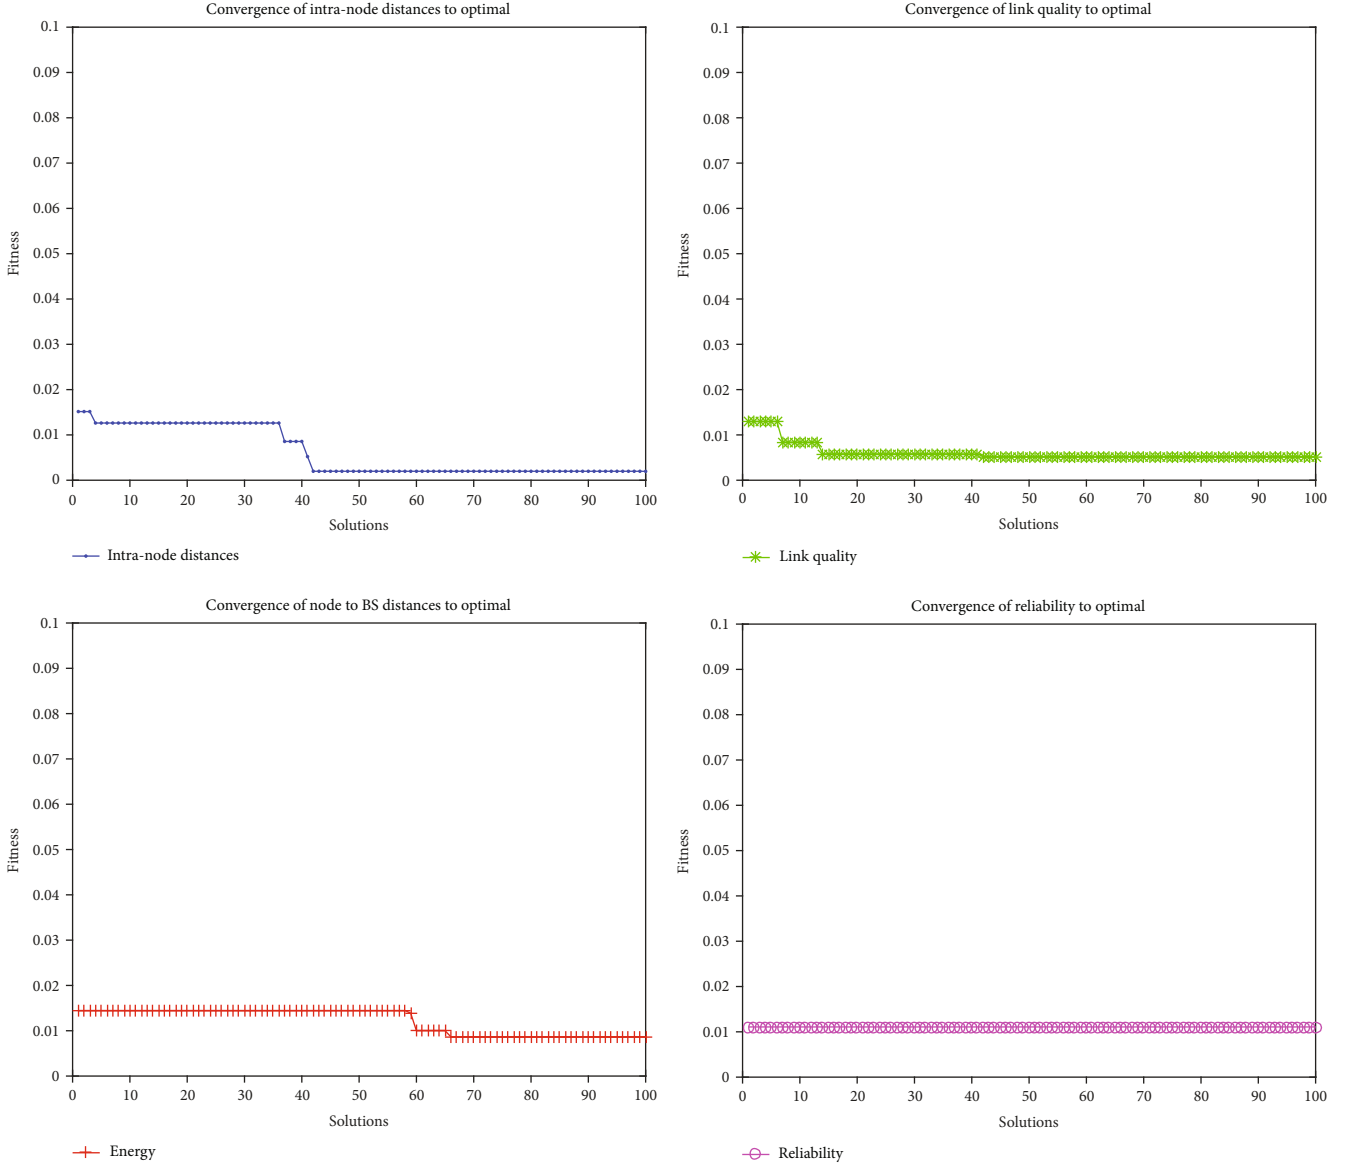 Convergence of intra-node distances to optimal
0.1
0.09
0.08
0.07
0.06
0.05
0.04
0.03
0.02
0.01
0
Fitness
0 10 20 30 40 50 60 70 80 90 100
Solutions
Intra-node distances
Convergence of link quality to optimal
0.1
0.09
0.08
0.07
0.06
0.05
0.04
0.03
0.02
0.01
0
Fitness
0 10 20 30 40 50 60 70 80 90 100
Solutions
Link quality
Convergence of node to BS distances to optimal
0.1
0.09
0.08
0.07
0.06
0.05
0.04
0.03
0.02
0.01
0
Fitness
0 10 20 30 40 50 60 70 80 90 100
Solutions
Energy
Convergence of reliability to optimal
0.1
0.09
0.08
0.07
0.06
0.05
0.04
0.03
0.02
0.01
0
Fitness
0 10 20 30 40 50 60 70 80 90 100
Solutions
Reliability